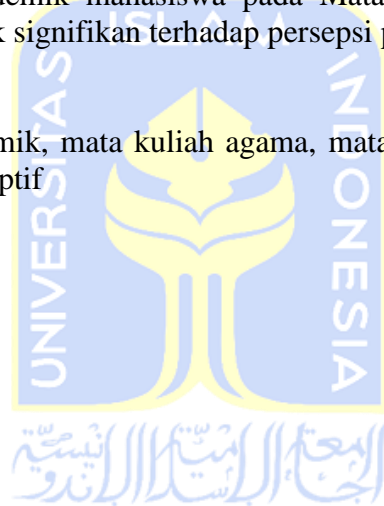 demik mahasiswa pada Mata
k signifikan terhadap persepsi p
mik, mata kuliah agama, mata
ptif
ISLAM
UNIVERSITAS
INDONESIA